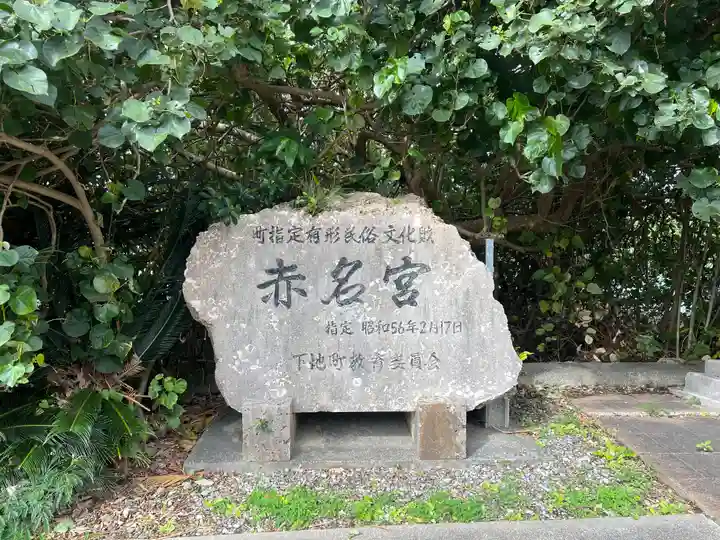 町指定有形民俗文化財
赤名宮
指定 昭和56年2月17日
下地町教育委員会